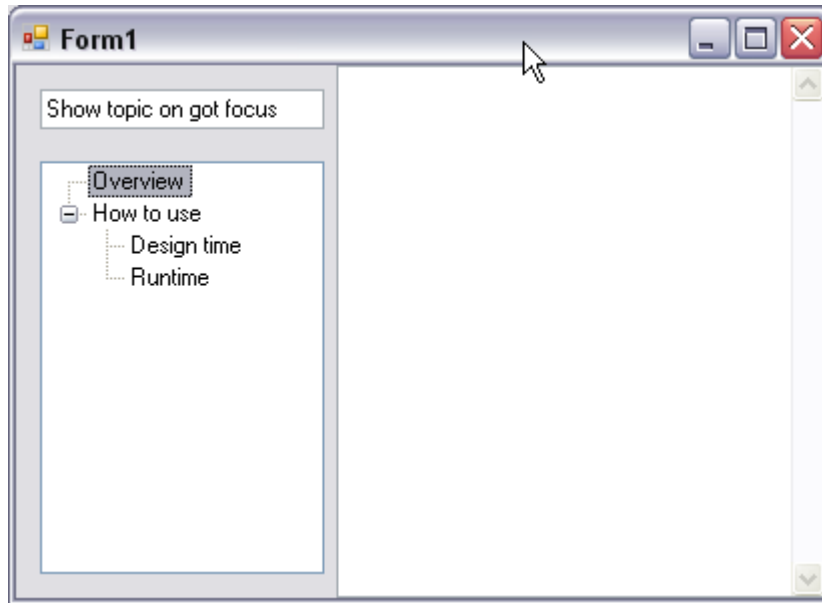 Form1
Show topic on got focus
Overview
How to use
Design time
Runtime